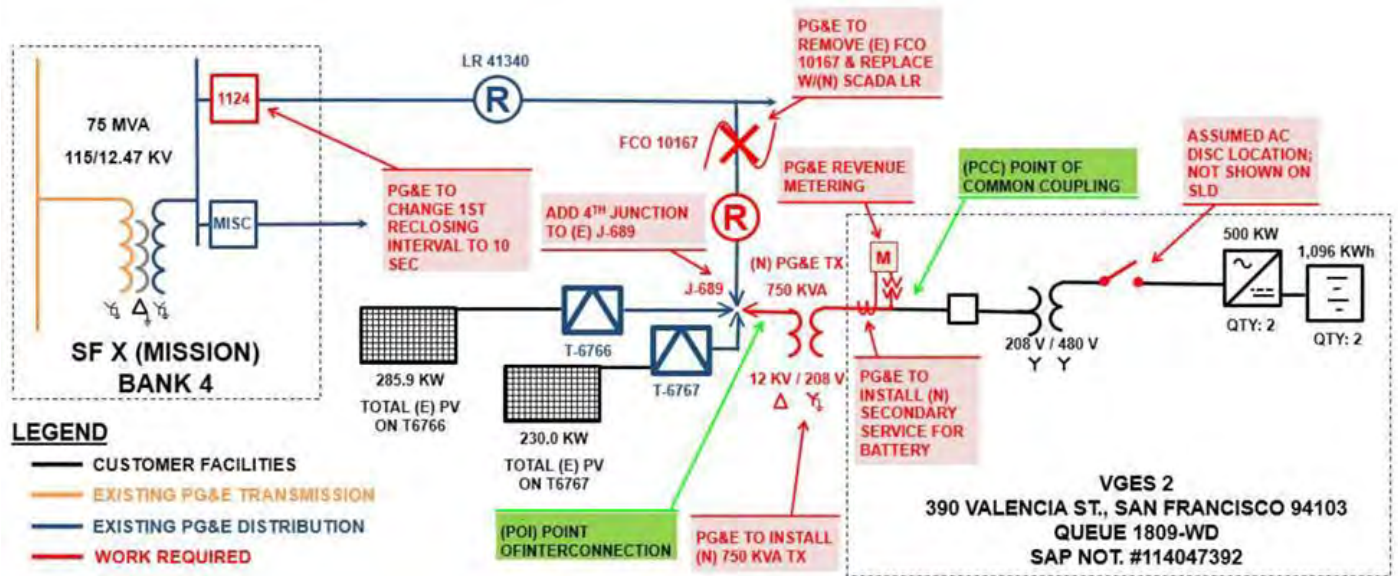 75 MVA
115/12.47 KV
1124
MISC
SF X (MISSION)
BANK 4
PG&E TO
CHANGE 1ST
RECLOSING
INTERVAL TO 10
SEC
LR 41340
R
FCO 10167
PG&E TO
REMOVE (E) FCO
10167 & REPLACE
W/(N) SCADA LR
R
ADD 4TH JUNCTION
TO (E) J-689
J-689
PG&E REVENUE
METERING
(PCC) POINT OF
COMMON COUPLING
ASSUMED AC
DISC LOCATION;
NOT SHOWN ON
SLD
(N) PG&E TX
750 KVA
M
500 KW
1,096 KWh
QTY: 2
QTY: 2
208 V / 480 V
T-6766
T-6767
285.9 KW
TOTAL (E) PV
ON T6766
230.0 KW
TOTAL (E) PV
ON T6767
12 KV / 208 V
PG&E TO
INSTALL (N)
SECONDARY
SERVICE FOR
BATTERY
(POI) POINT
OFINTERCONNECTION
PG&E TO INSTALL
(N) 750 KVA TX
VGES 2
390 VALENCIA ST., SAN FRANCISCO 94103
QUEUE 1809-WD
SAP NOT. #114047392
LEGEND
CUSTOMER FACILITIES
EXISTING PG&E TRANSMISSION
EXISTING PG&E DISTRIBUTION
WORK REQUIRED